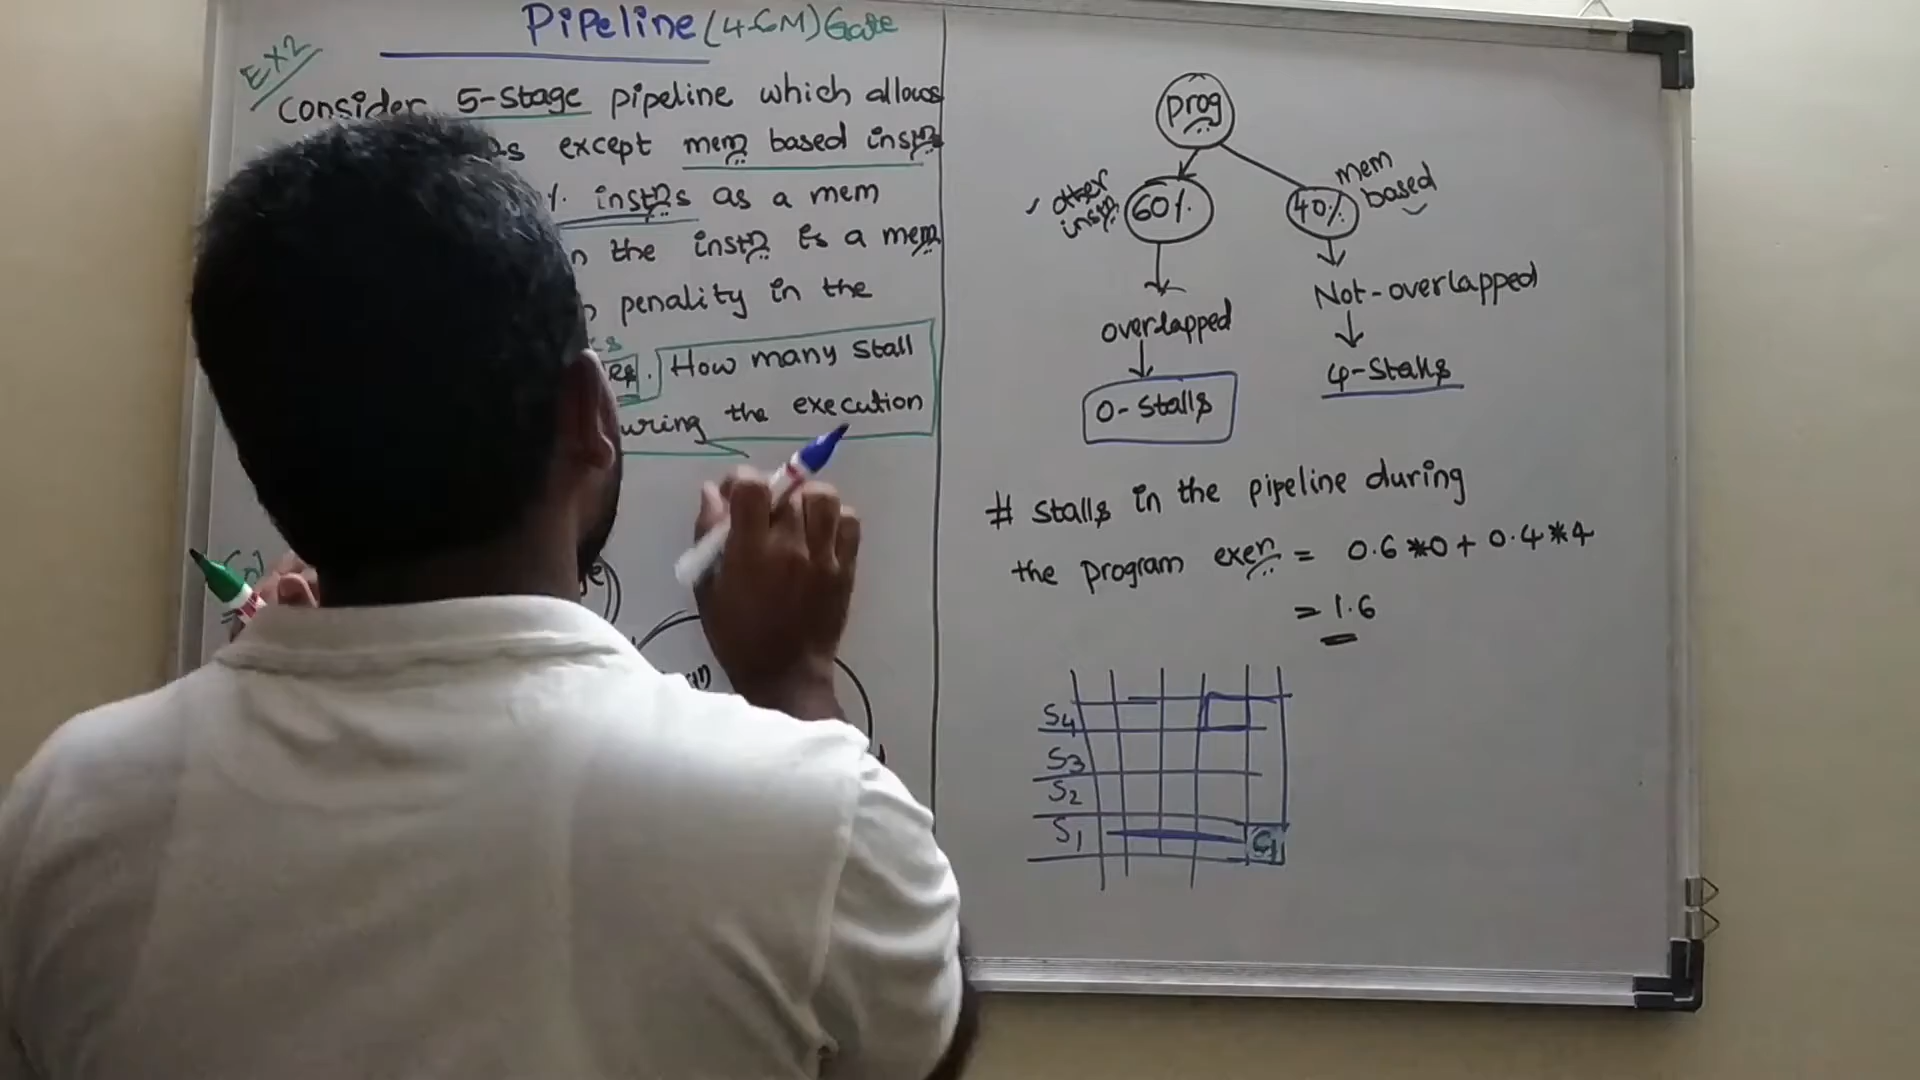 Pipeline (4-6M) Gate
EX2
Consider 5-stage pipeline which allows
except mem based instn
%. instns as a mem
the instn is a mem
penality in the
How many stall
uring the execution
prog
other instn
60%.
40%.
mem based
overlapped
Not-overlapped
0-Stalls
4-Stalls
# Stalls in the pipeline during
the program exen = 0.6*0 + 0.4*4
= 1.6
S4
S3
S2
S1